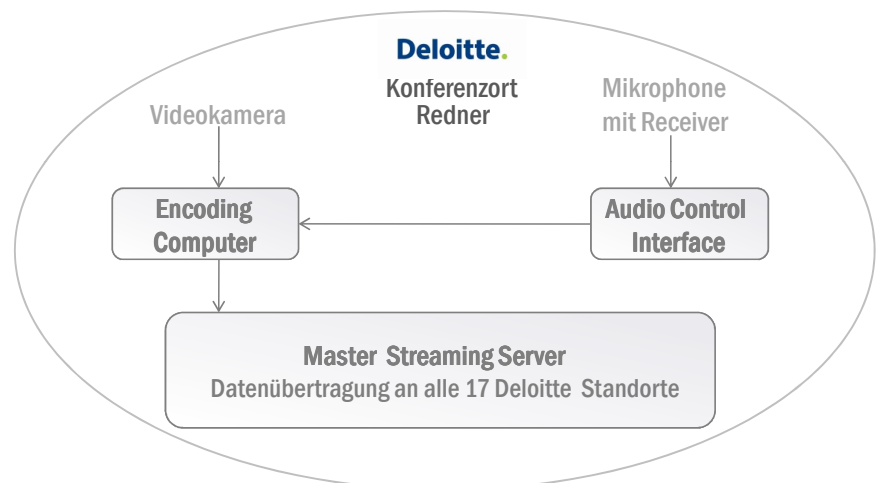 Deloitte.
Konferenzort
Redner
Videokamera
Mikrophone
mit Receiver
Encoding
Computer
Audio Control
Interface
Master Streaming Server
Datenübertragung an alle 17 Deloitte Standorte